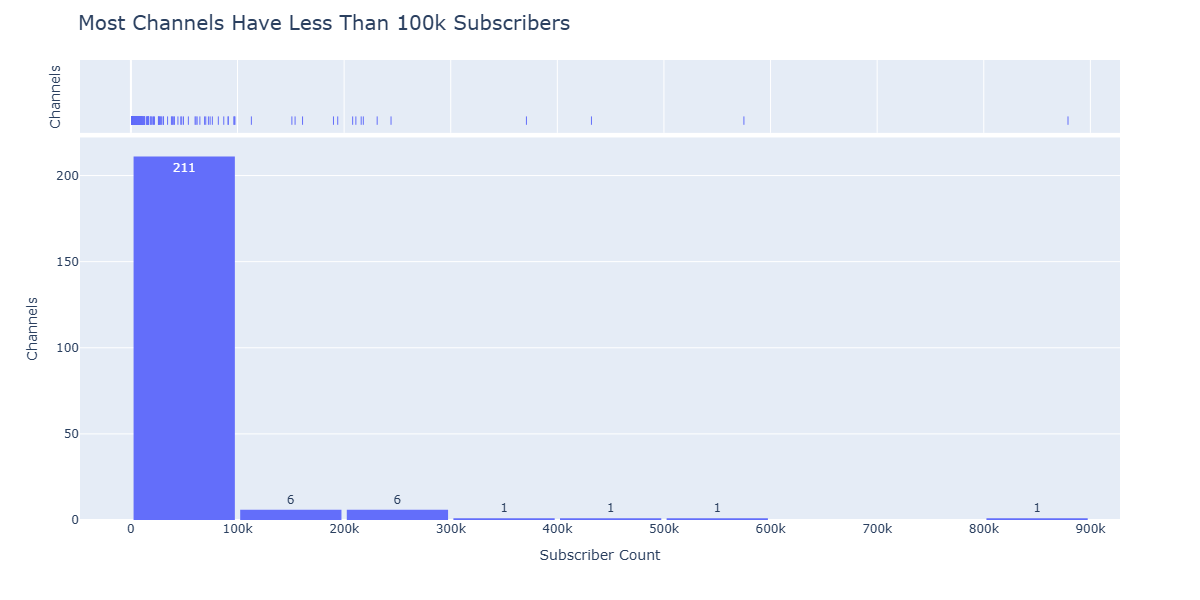 Most Channels Have Less Than 100k Subscribers
Channels
211
6
6
1
1
1
1
200
150
100
50
0
Channels
0
100k
200k
300k
400k
500k
600k
700k
800k
900k
Subscriber Count